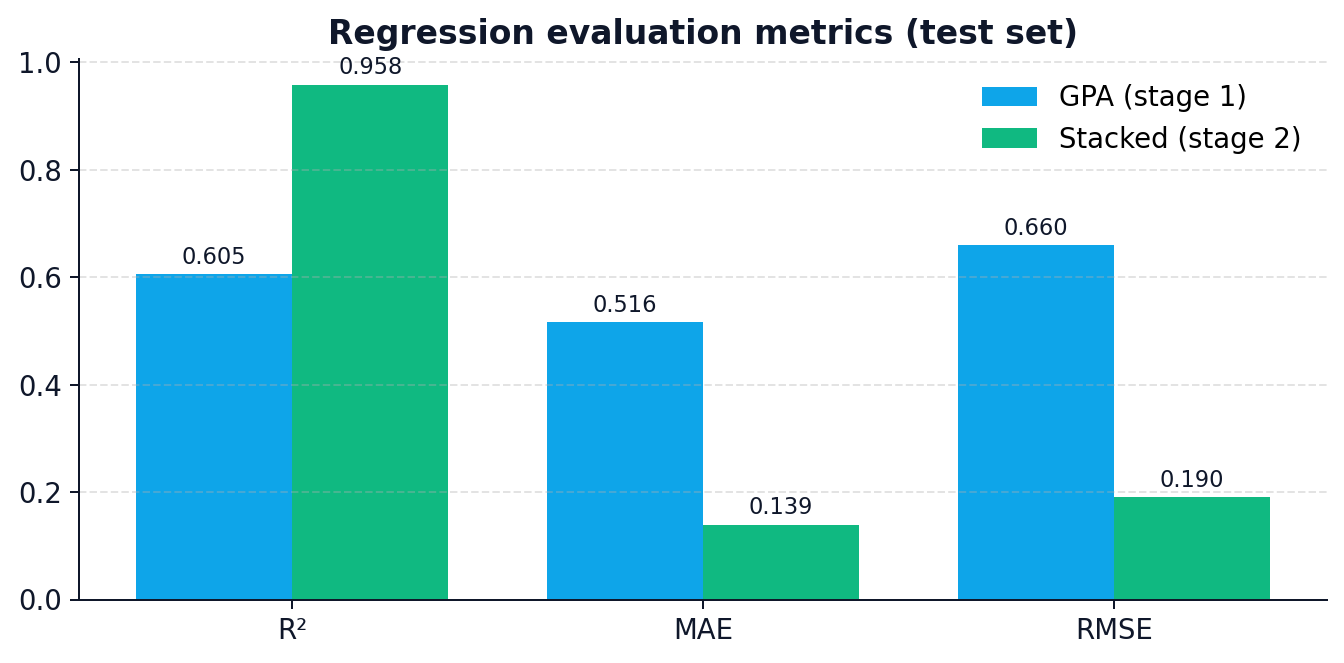 Regression evaluation metrics (test set)
1.0
0.8
0.6
0.4
0.2
0.0
0.605
0.958
0.516
0.139
0.660
0.190
GPA (stage 1)
Stacked (stage 2)
R²
MAE
RMSE